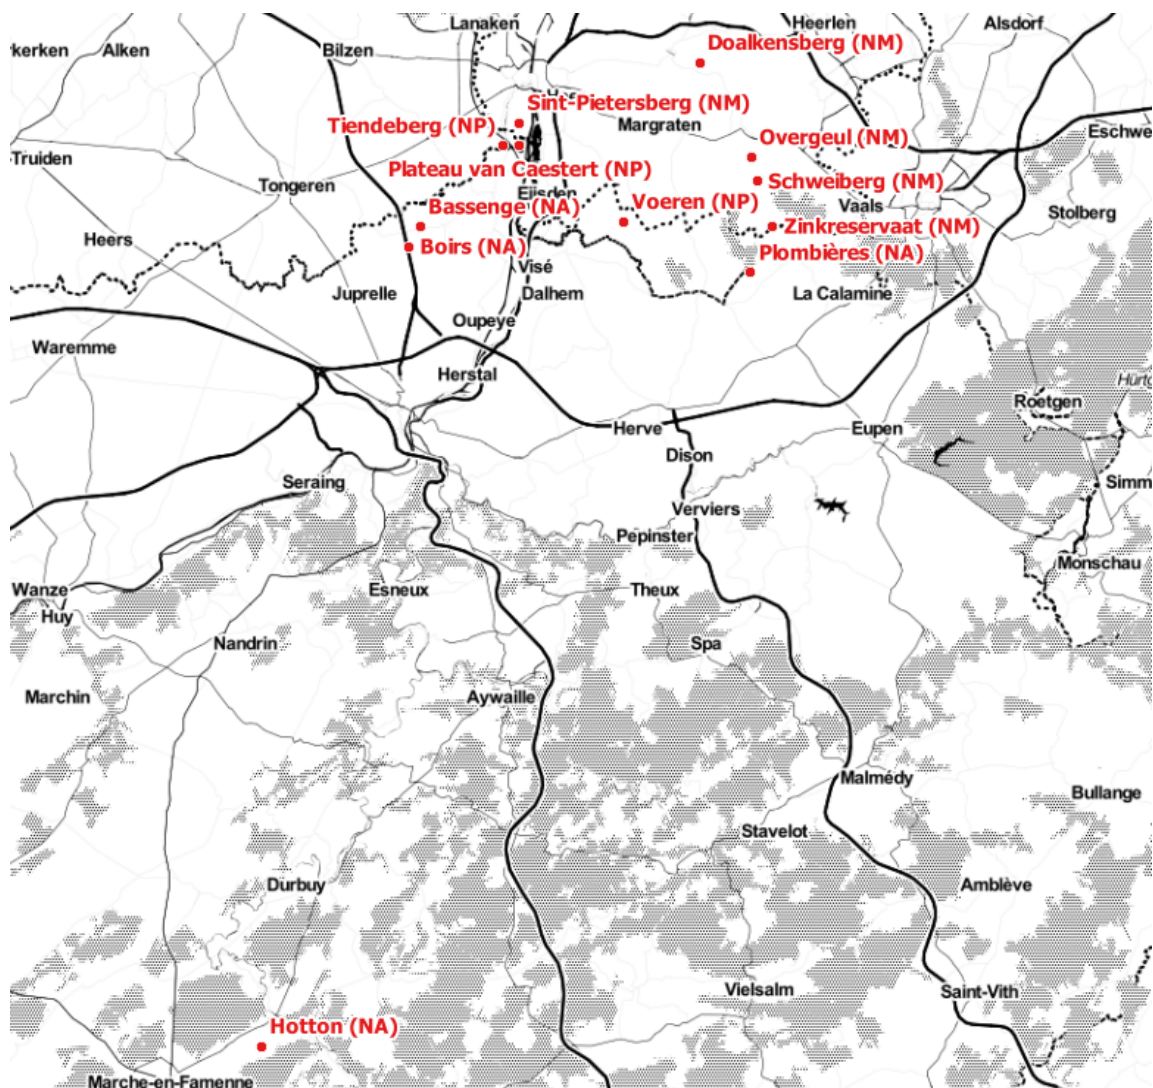 Lanaken
Heerlen
Alsdorf
rkerken
Alken
Bilzen
Doalkensberg (NM)
Sint-Pietersberg (NM)
Tiendeberg (NP)
Margraten
Overgeul (NM)
Eschwe
Truiden
Plateau van Caestert (NP)
Tongeren
Eijsden
Schweiberg (NM)
Bassenge (NA)
Voeren (NP)
Vaals
Stolberg
Heers
Boirs (NA)
Zinkreservaat (NM)
Plombières (NA)
Visé
Juprelle
Dalhem
La Calamine
Oupeye
Waremme
Herstal
Roetgen
Herve
Eupen
Dison
Seraing
Simm
Verviers
Pepinster
Monschau
Wanze
Esneux
Theux
Huy
Nandrin
Spa
Marchin
Aywaille
Malmédy
Bullange
Stavelot
Durbuy
Amblève
Vielsalm
Saint-Vith
Hotton (NA)
Marche-en-Famenne